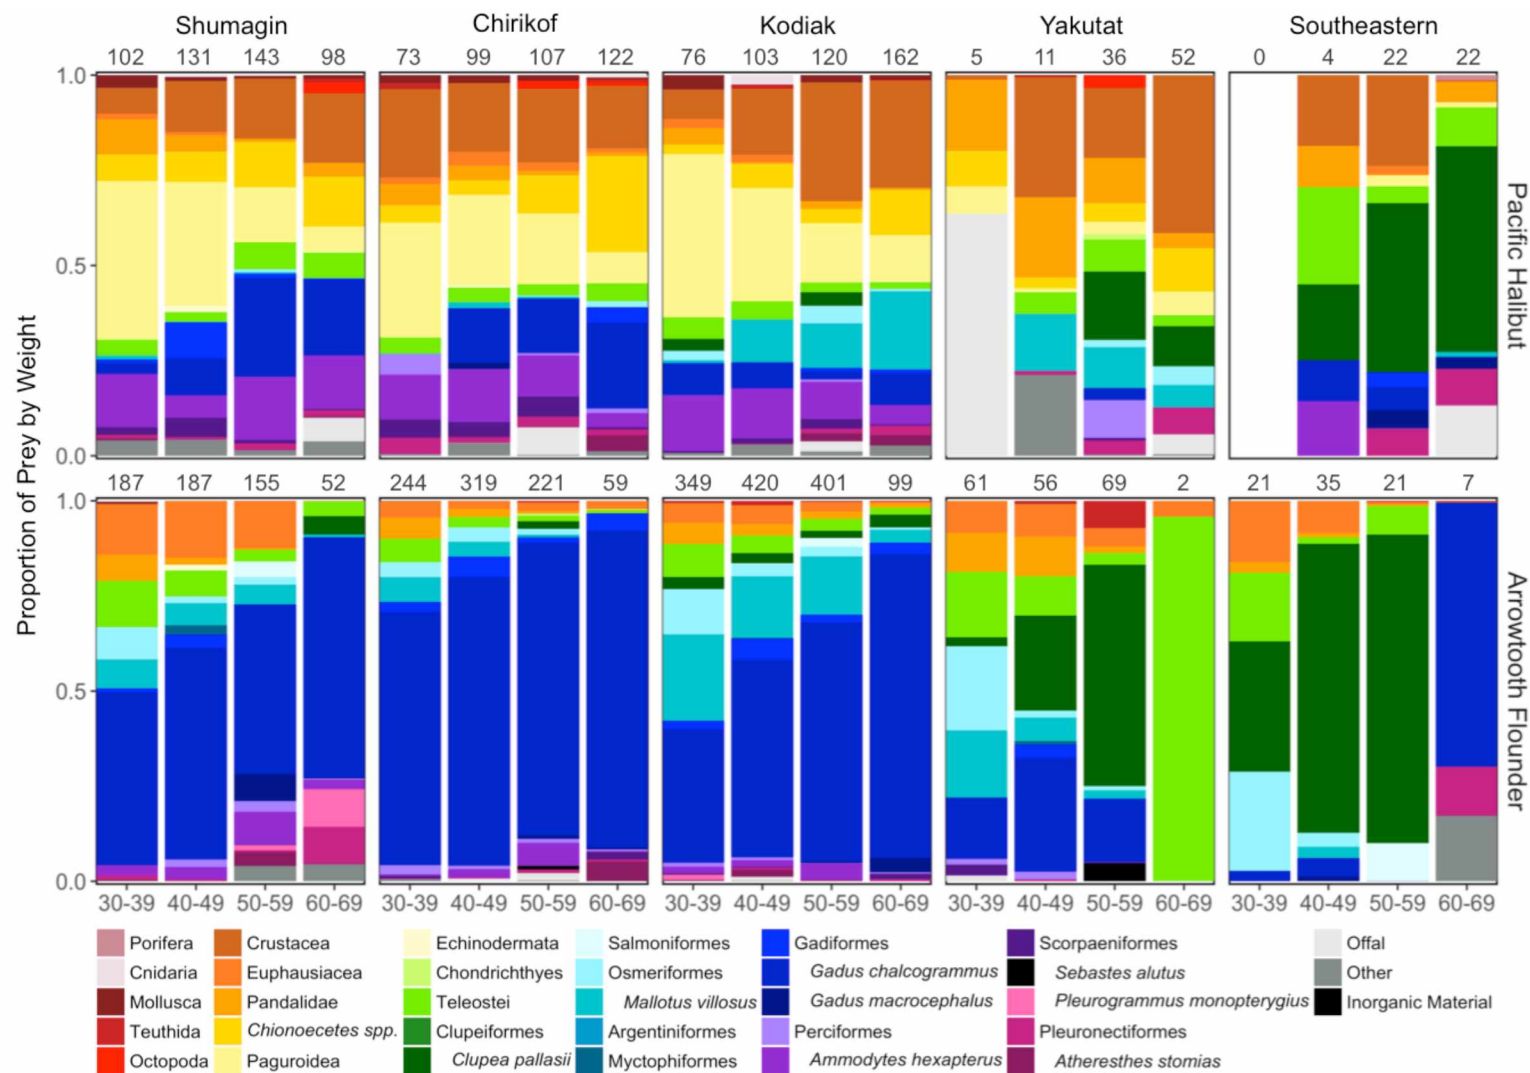 Shumagin Chirikof Kodiak Yakutat Southeastern
102 131 143 98 73 99 107 122 76 103 120 162 5 11 36 52 0 4 22 22
1.0
0.5
0.0
Pacific Halibut
Proportion of Prey by Weight
187 187 155 52 244 319 221 59 349 420 401 99 61 56 69 2 21 35 21 7
1.0
0.5
0.0
Arrowtooth Flounder
30-39 40-49 50-59 60-69 30-39 40-49 50-59 60-69 30-39 40-49 50-59 60-69 30-39 40-49 50-59 60-69 30-39 40-49 50-59 60-69
Porifera Crustacea Echinodermata Salmoniformes Gadiformes Scorpaeniformes Offal
Cnidaria Euphausiacea Chondrichthyes Osmeriformes Gadus chalcogrammus Sebastes alutus Other
Mollusca Pandalidae Teleostei Mallotus villosus Gadus macrocephalus Pleurogrammus monopterygius Inorganic Material
Teuthida Chionoecetes spp. Clupeiformes Argentiniformes Perciformes Pleuronectiformes
Octopoda Paguroidea Clupea pallasii Myctophiformes Ammodytes hexapterus Atheresthes stomias